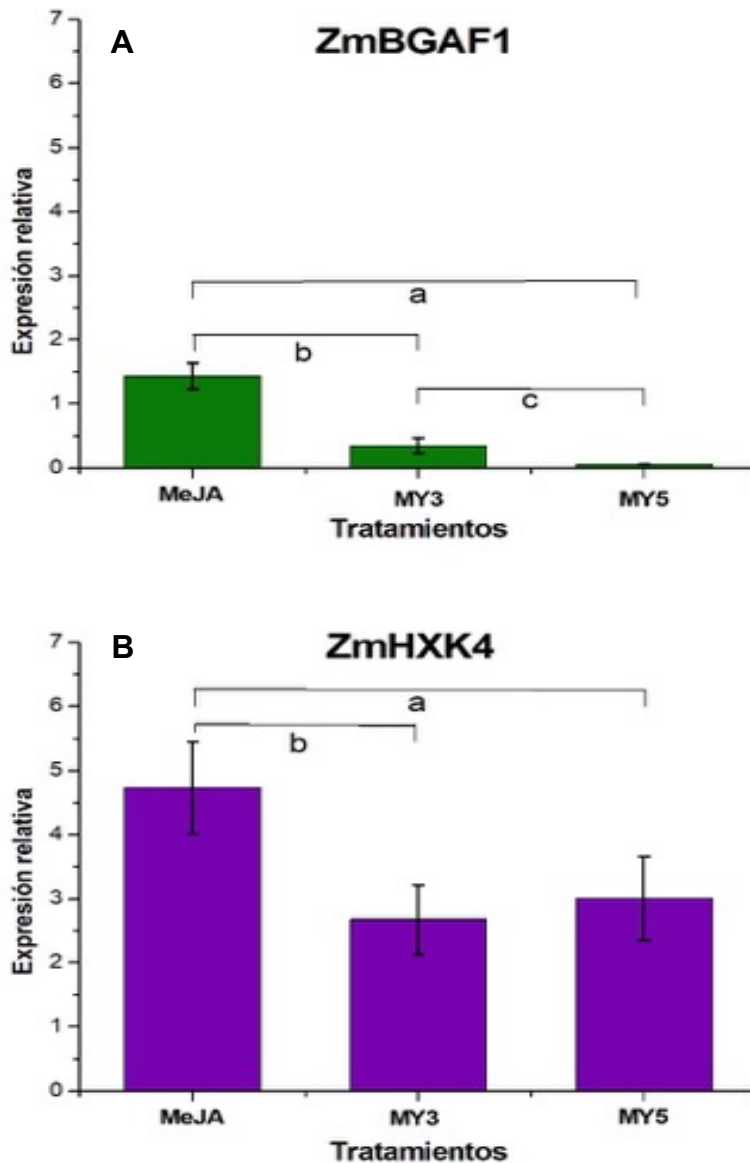 A
ZmBGAF1
7
6
5
4
3
2
1
0
Expresión relativa
a
b
c
MeJA
MY3
MY5
Tratamientos
B
ZmHXK4
7
6
5
4
3
2
1
0
Expresión relativa
a
b
MeJA
MY3
MY5
Tratamientos